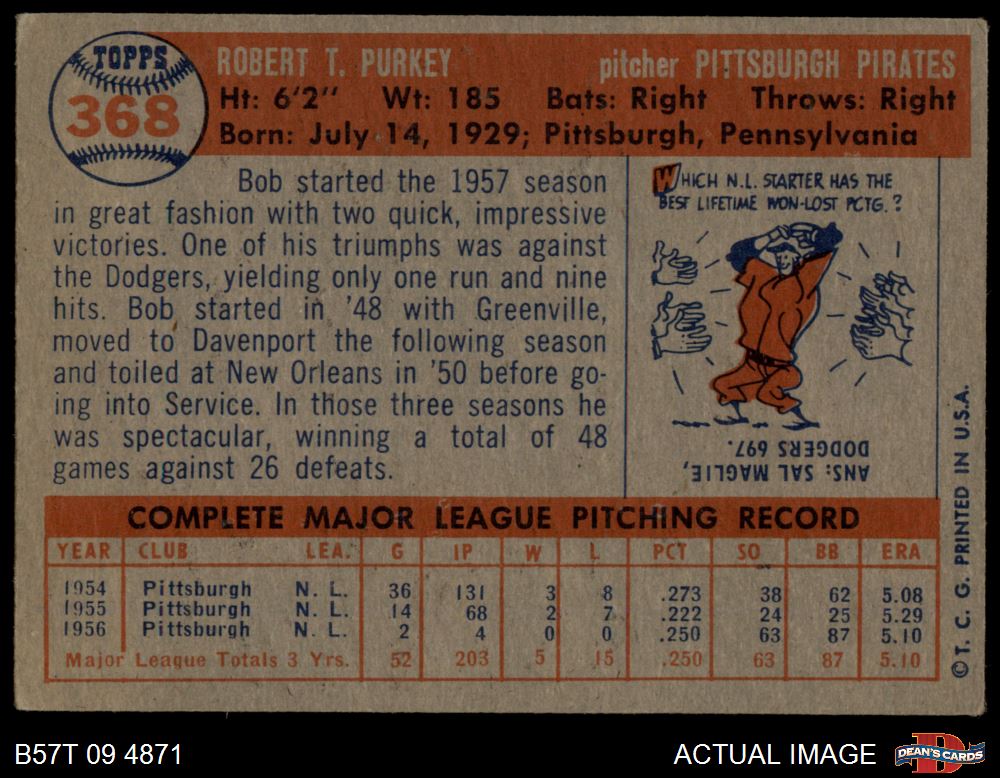 TOPPS
368
ROBERT T. PURKEY pitcher PITTSBURGH PIRATES
Ht: 6'2" Wt: 185 Bats: Right Throws: Right
Born: July 14, 1929; Pittsburgh, Pennsylvania
Bob started the 1957 season
in great fashion with two quick, impressive
victories. One of his triumphs was against
the Dodgers, yielding only one run and nine
hits. Bob started in '48 with Greenville,
moved to Davenport the following season
and toiled at New Orleans in '50 before go-
ing into Service. In those three seasons he
was spectacular, winning a total of 48
games against 26 defeats.
WHICH N.L. STARTER HAS THE
BEST LIFETIME WON-LOST PCTG.?
ANS: SAL MAGLIE,
DODGERS 697.
COMPLETE MAJOR LEAGUE PITCHING RECORD
YEAR CLUB LEA. G IP W L PCT SO BB ERA
1954 Pittsburgh N. L. 36 131 3 8 .273 38 62 5.08
1955 Pittsburgh N. L. 14 68 2 7 .222 24 25 5.29
1956 Pittsburgh N. L. 2 4 0 0 .250 63 87 5.10
Major League Totals 3 Yrs. 52 203 5 15 .250 63 87 5.10
©T. C. G. PRINTED IN U.S.A.
B57T 09 4871 ACTUAL IMAGE
DEAN'S CARDS